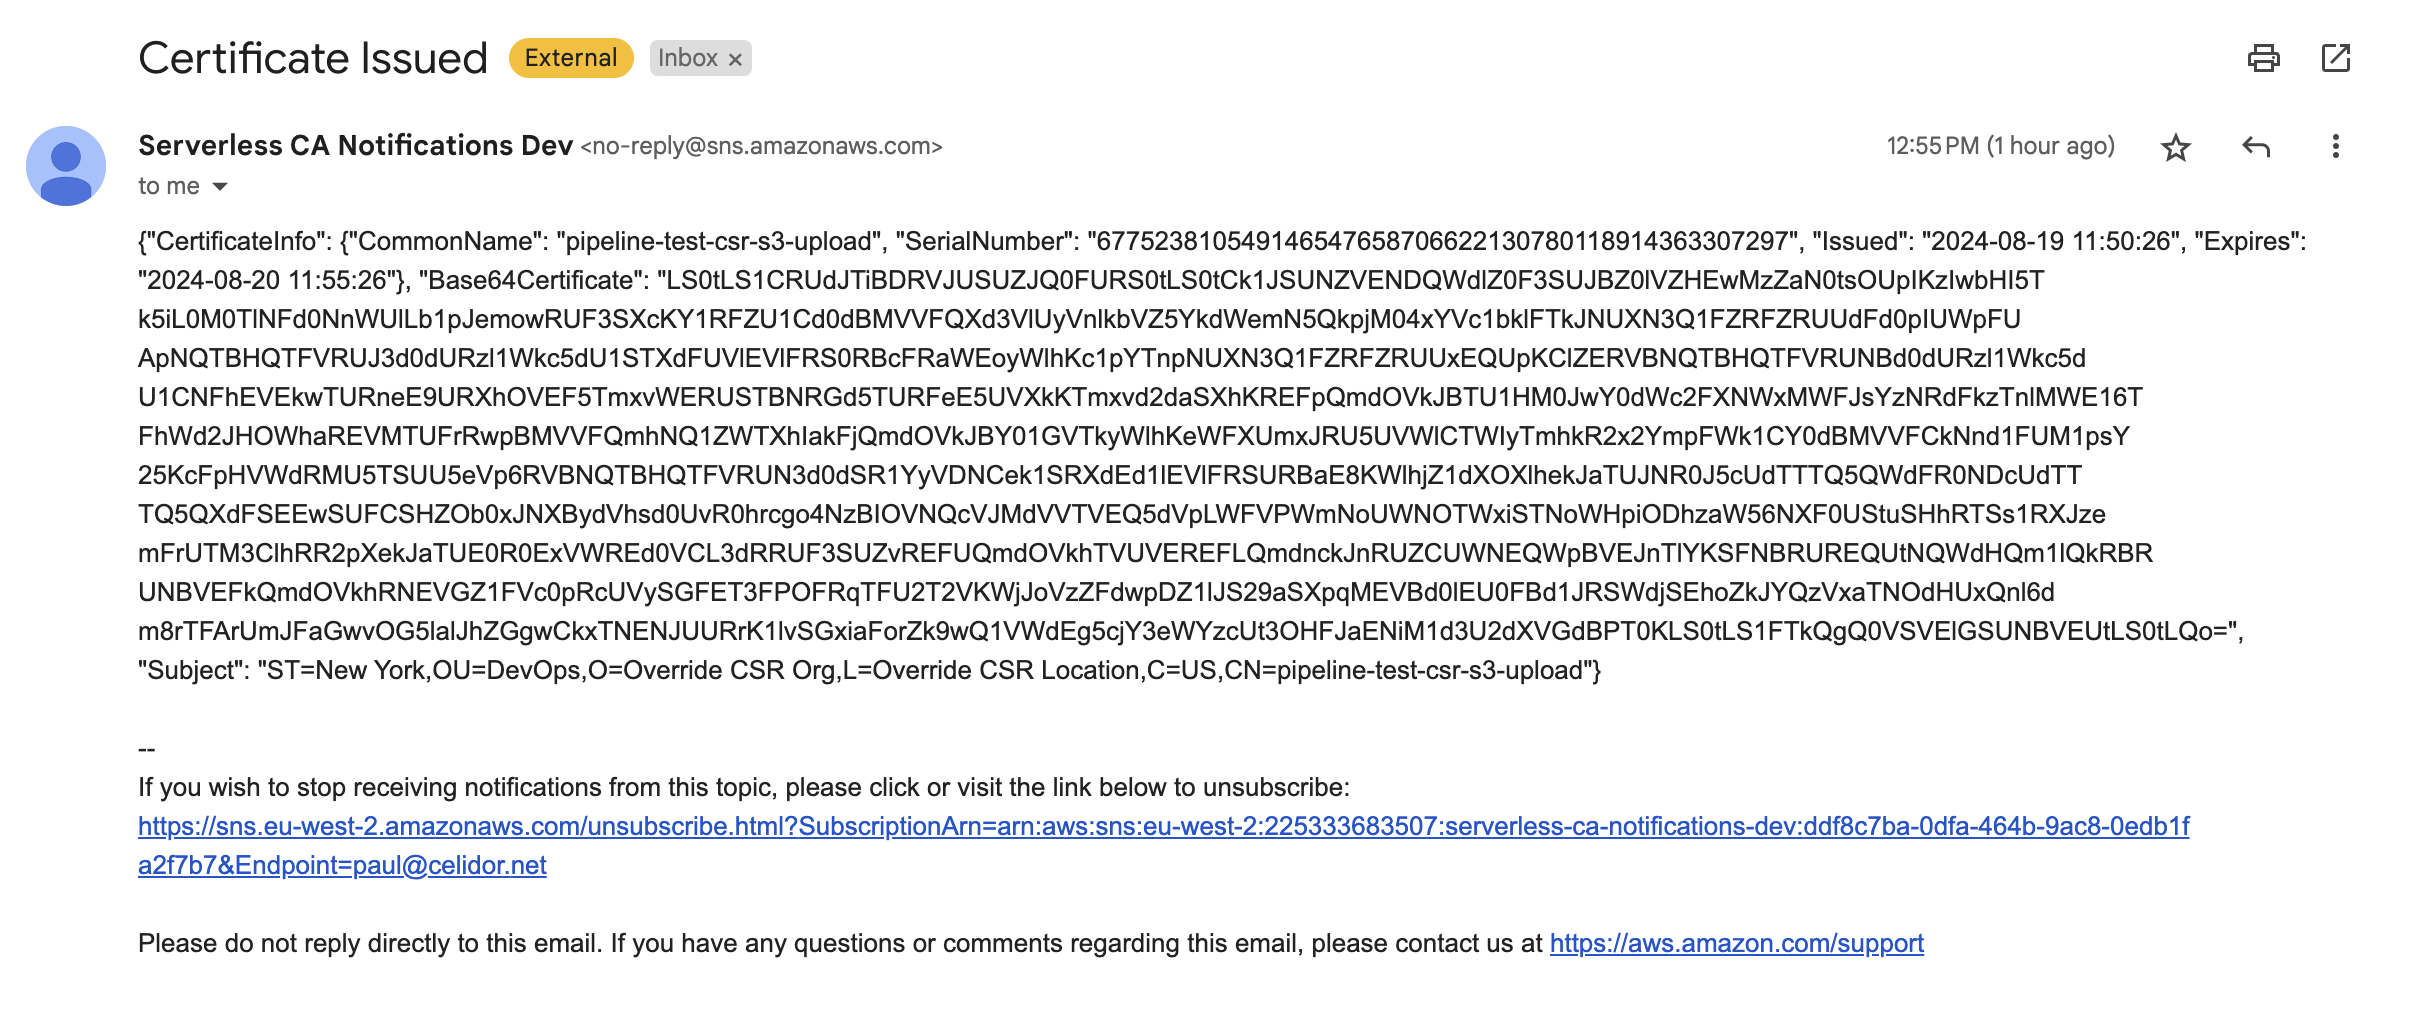 Certificate Issued External Inbox ×
Serverless CA Notifications Dev <no-reply@sns.amazonaws.com> 12:55 PM (1 hour ago)
to me
{"CertificateInfo": {"CommonName": "pipeline-test-csr-s3-upload", "SerialNumber": "677523810549146547658706622130780118914363307297", "Issued": "2024-08-19 11:50:26", "Expires":
"2024-08-20 11:55:26"}, "Base64Certificate": "LS0tLS1CRUdJTiBDRVJUSUZJQ0FURS0tLS0tCk1JSUNZVENDQWdlZ0F3SUJBZ0lVZHEwMzZaN0tsOUpIKzIwbHI5T
k5iL0M0TlNFd0NnWUlLb1pJemowRUF3SXcKY1RFZU1Cd0dBMVVFQXd3VlUyVnlkbVZ5YkdWemN5QkpjM04xYVc1bklFTkJNUXN3Q1FZRFZRUUdFd0pIUWpFU
ApNQTBHQTFVRUJ3d0dURzl1Wkc5dU1STXdFUVlEVlFRS0RBcFRaWEoyWlhKc1pYTnpNUXN3Q1FZRFZRUUxEQUpKClZERVBNQTBHQTFVRUNBd0dURzl1Wkc5d
U1CNFhEVEkwTURneE9URXhOVEF5TmxvWERUSTBNRGd5TURFeE5UVXkKTmxvd2daSXhKREFpQmdOVkJBTU1HM0JwY0dWc2FXNWxMWFJsYzNRdFkzTnlMWE16T
FhWd2JHOWhaREVMTUFrRwpBMVVFQmhNQ1ZWTXhIakFjQmdOVkJBY01GVTkyWlhKeWFXUmxJRU5UVWlCTWIyTmhkR2x2YmpFWk1CY0dBMVVFCkNnd1FUM1psY
25KcFpHVWdRMU5TSUU5eVp6RVBNQTBHQTFVRUN3d0dSR1YyVDNCek1SRXdEd1lEVlFRSURBaE8KWlhjZ1dXOXlhekJaTUJNR0J5cUdTTTQ5QWdFR0NDcUdTT
TQ5QXdFSEEwSUFCSHZOb0xJNXBydVhsd0UvR0hrcgo4NzBIOVNQcVJMdVVTVEQ5dVpLWFVPWmNoUWNOTWxiSTNoWHpiODhzaW56NXF0UStuSHhRTSs1RXJze
mFrUTM3ClhRR2pXekJaTUE0R0ExVWREd0VCL3dRRUF3SUZvREFUQmdOVkhTVUVEREFLQmdnckJnRUZCUWNEQWpBVEJnTlYKSFNBRUREQUtNQWdHQm1lQkRBR
UNBVEFkQmdOVkhRNEVGZ1FVc0pRcUVySGFET3FPOFRqTFU2T2VKWjJoVzZFdwpDZ1lJS29aSXpqMEVBd0lEU0FBd1JRSWdjSEhoZkJYQzVxaTNOdHUxQnl6d
m8rTFArUmJFaGwvOG5lalJhZGgwCkxTNENJUURrK1lvSGxiaForZk9wQ1VWdEg5cjY3eWYzcUt3OHFJaENiM1d3U2dXVGdBPT0KLS0tLS1FTkQgQ0VSVElGSUNBVEUtLS0tLQo=",
"Subject": "ST=New York,OU=DevOps,O=Override CSR Org,L=Override CSR Location,C=US,CN=pipeline-test-csr-s3-upload"}
--
If you wish to stop receiving notifications from this topic, please click or visit the link below to unsubscribe:
https://sns.eu-west-2.amazonaws.com/unsubscribe.html?SubscriptionArn=arn:aws:sns:eu-west-2:225333683507:serverless-ca-notifications-dev:ddf8c7ba-0dfa-464b-9ac8-0edb1f
a2f7b7&Endpoint=paul@celidor.net
Please do not reply directly to this email. If you have any questions or comments regarding this email, please contact us at https://aws.amazon.com/support